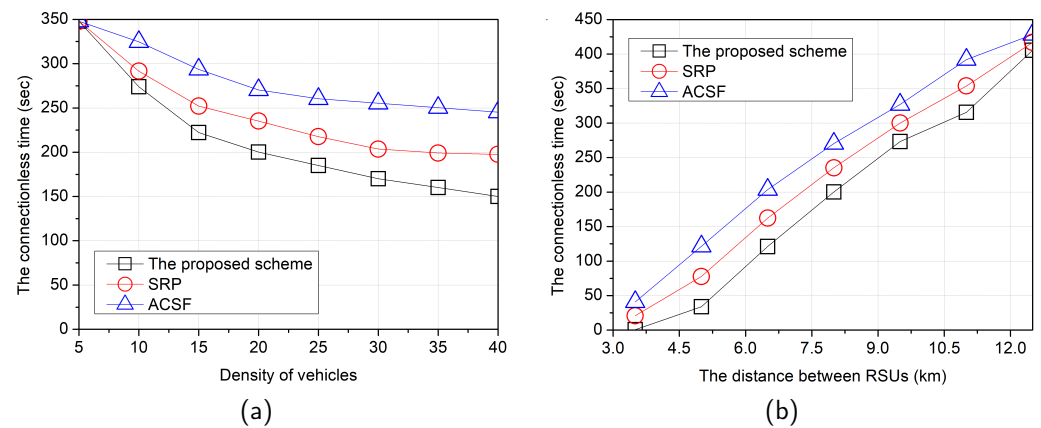 350
300
250
200
150
100
50
0
The connectionless time (sec)
The proposed scheme
SRP
ACSF
5 10 15 20 25 30 35 40
Density of vehicles
(a)
450
400
350
300
250
200
150
100
50
0
The connectionless time (sec)
The proposed scheme
SRP
ACSF
3.0 4.5 6.0 7.5 9.0 10.5 12.0
The distance between RSUs (km)
(b)